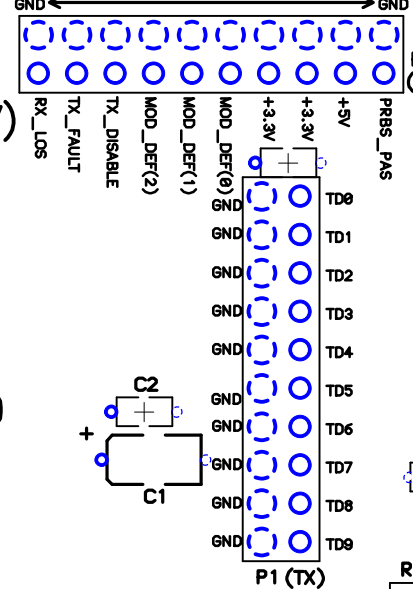 GND GND
RX_LOS
TX_FAULT
TX_DISABLE
MOD_DEF(2)
MOD_DEF(1)
MOD_DEF(0)
+3.3V
+3.3V
+5V
PRBS_PAS
GND TD0
GND TD1
GND TD2
GND TD3
GND TD4
GND TD5
GND TD6
GND TD7
GND TD8
GND TD9
C2
+
C1
P1 (TX)
R